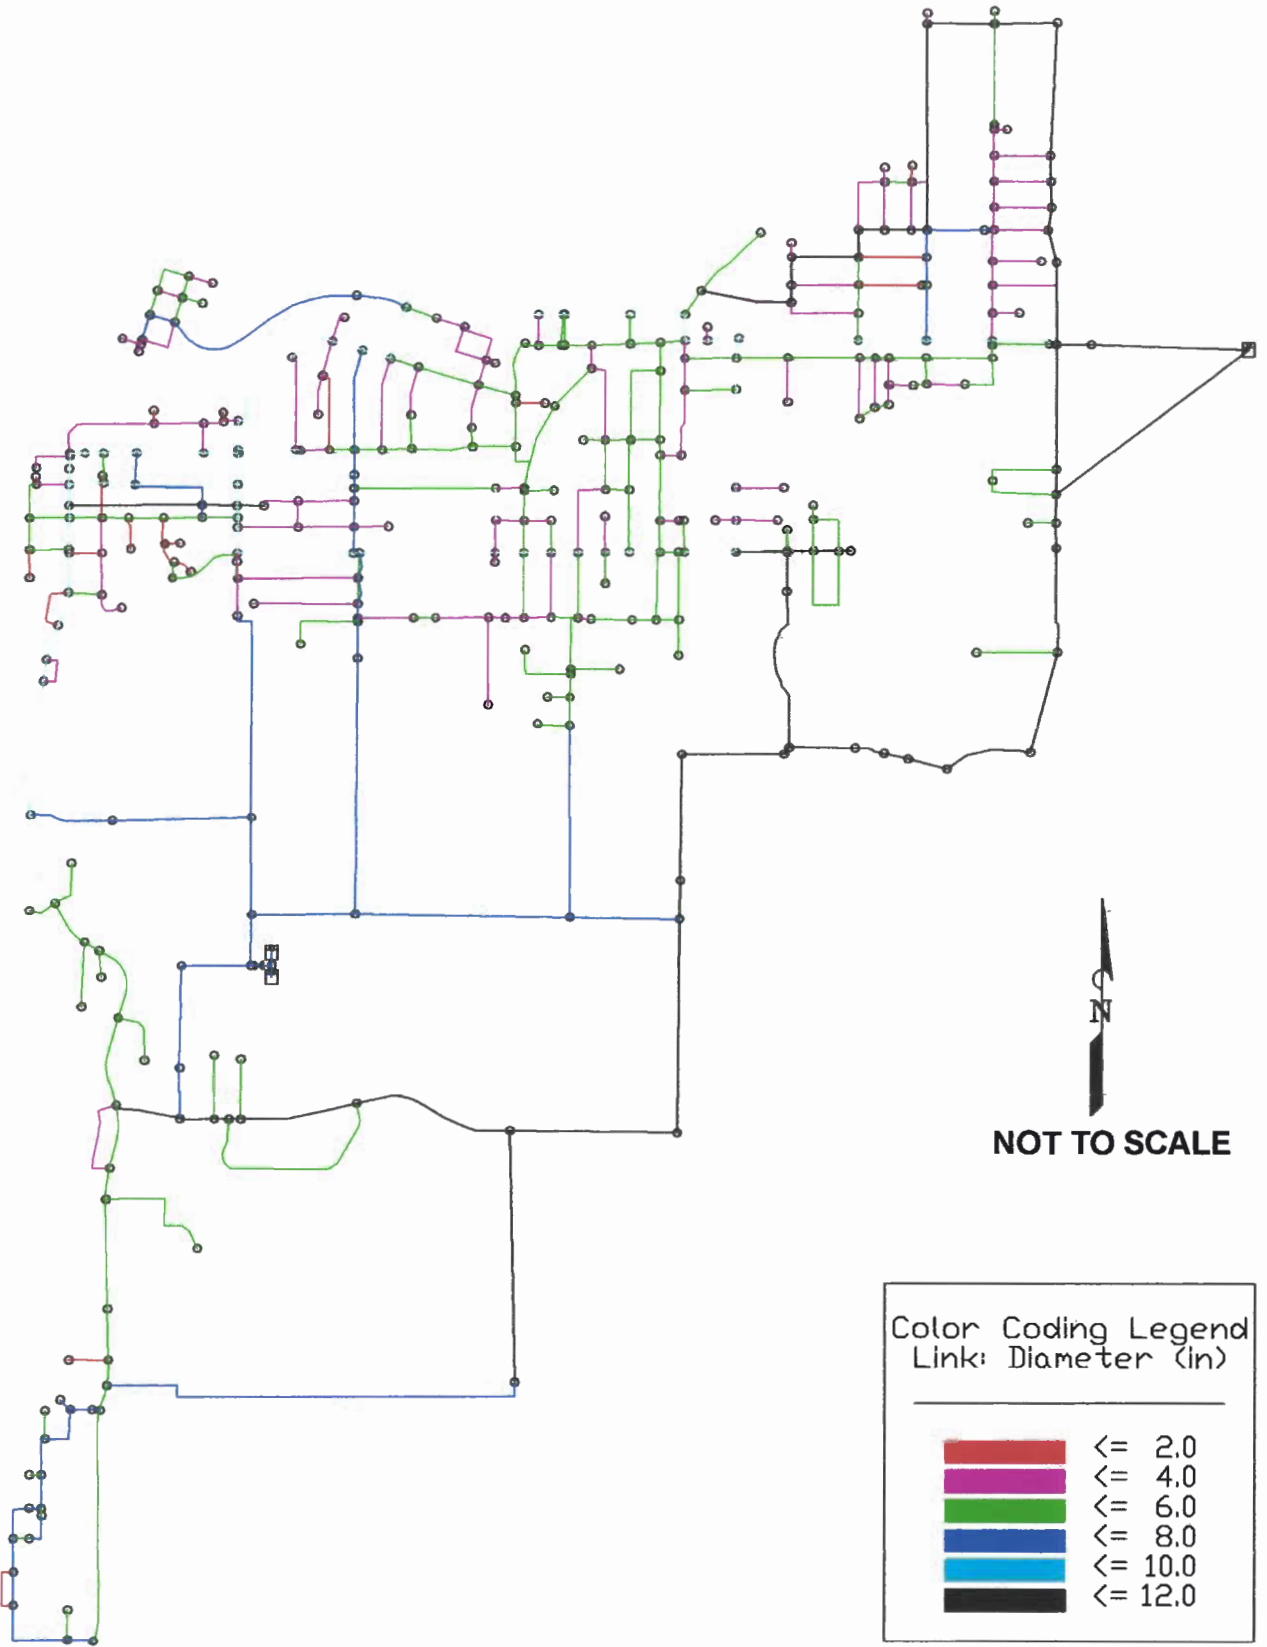 N
NOT TO SCALE
Color Coding Legend
Link: Diameter (in)
<= 2.0
<= 4.0
<= 6.0
<= 8.0
<= 10.0
<= 12.0